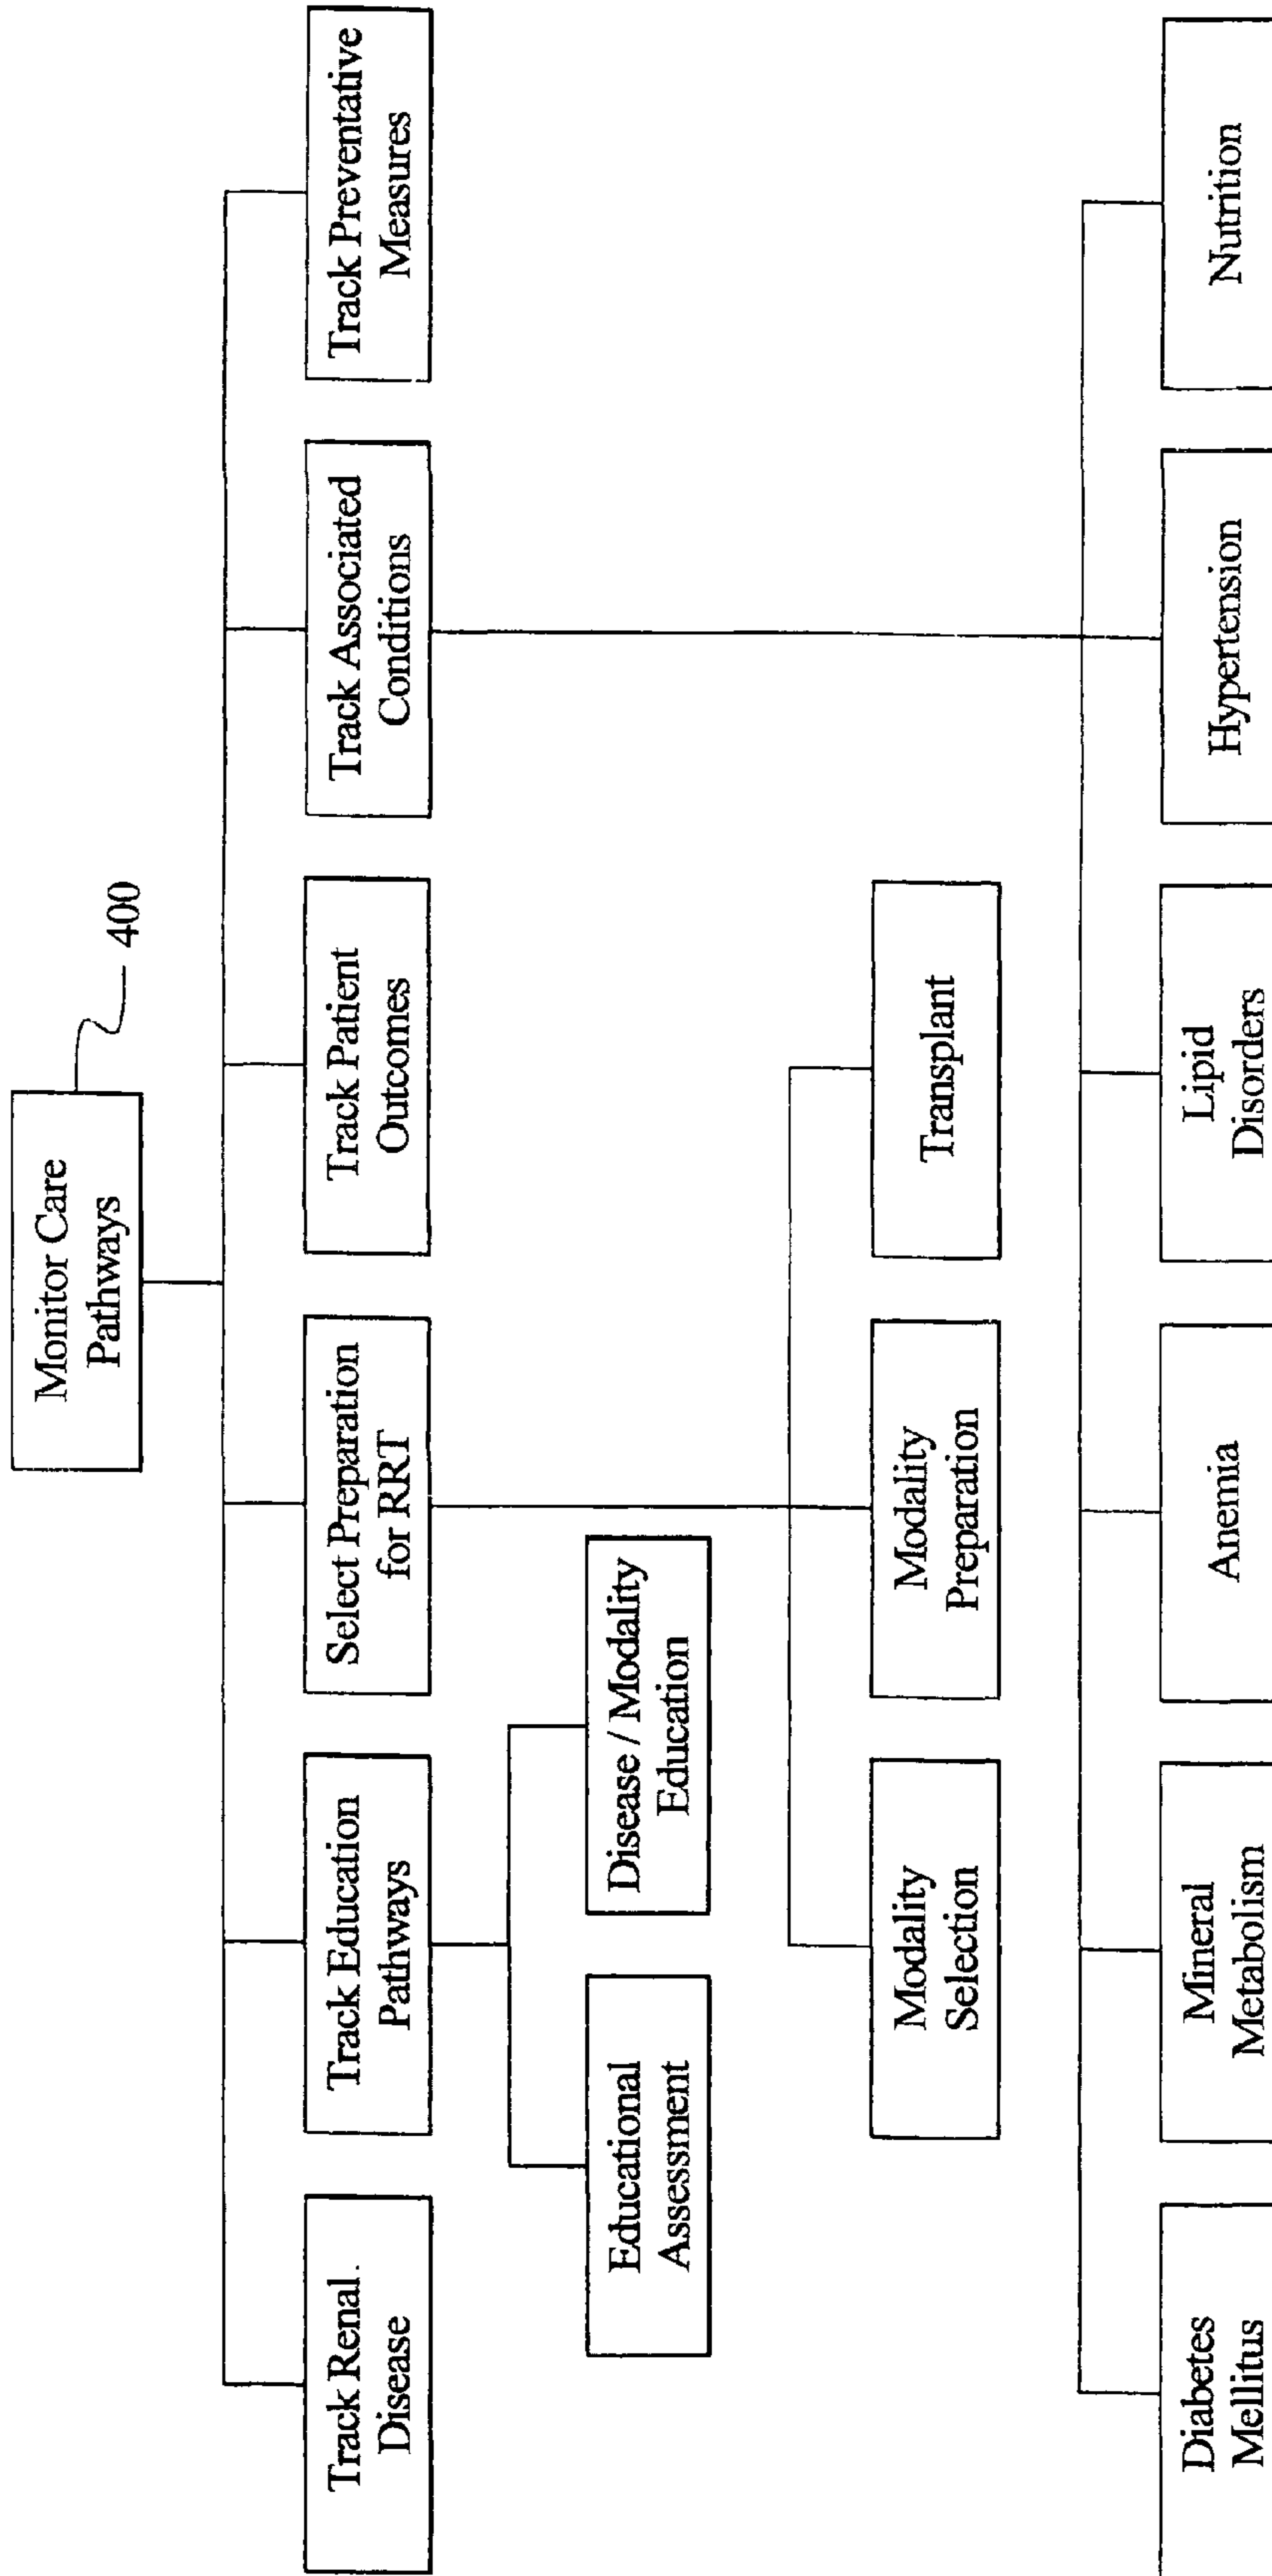 Monitor Care
Pathways
400
Track Renal.
Disease
Track Education
Pathways
Select Preparation
for RRT
Track Patient
Outcomes
Track Associated
Conditions
Track Preventative
Measures
Educational
Assessment
Disease / Modality
Education
Modality
Selection
Modality
Preparation
Transplant
Diabetes
Mellitus
Mineral
Metabolism
Anemia
Lipid
Disorders
Hypertension
Nutrition